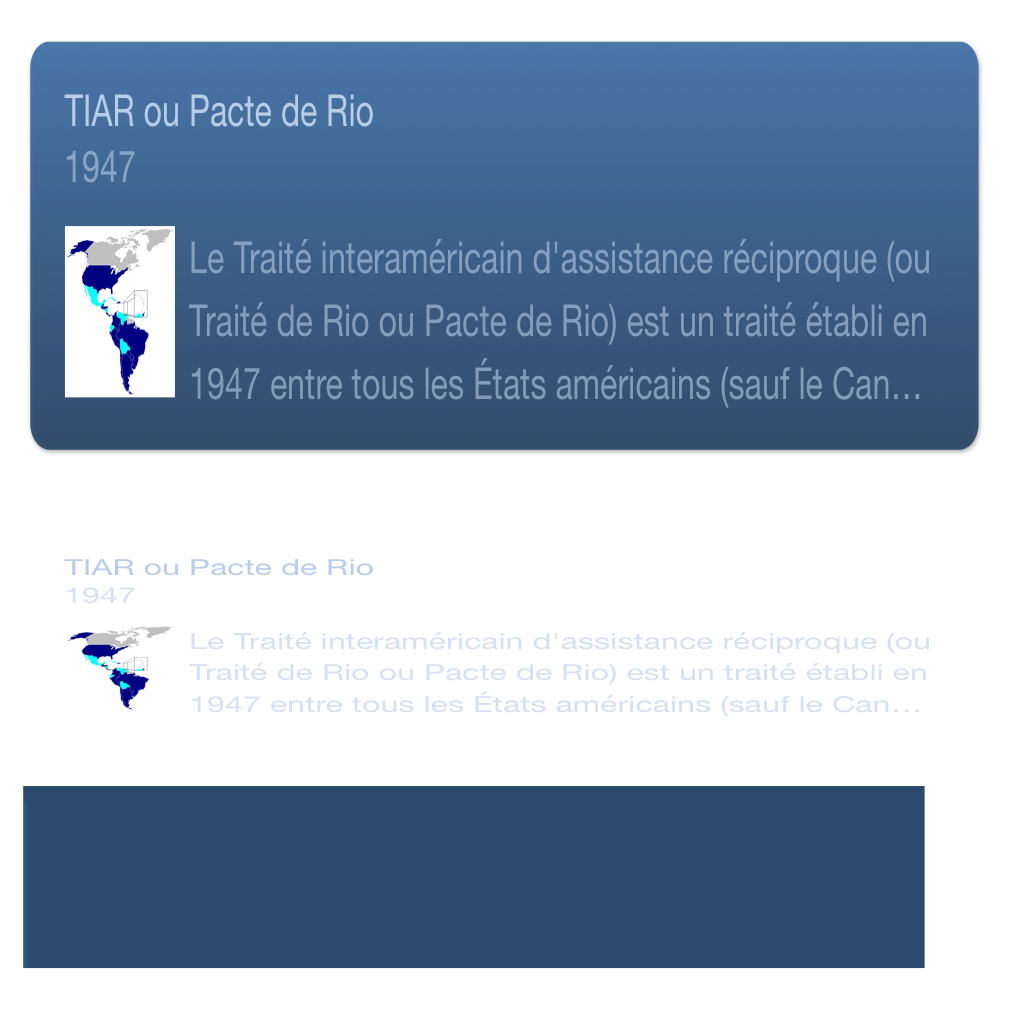 TIAR ou Pacte de Rio
1947
Le Traité interaméricain d'assistance réciproque (ou
Traité de Rio ou Pacte de Rio) est un traité établi en
1947 entre tous les États américains (sauf le Can…
TIAR ou Pacte de Rio
1947
Le Traité interaméricain d'assistance réciproque (ou
Traité de Rio ou Pacte de Rio) est un traité établi en
1947 entre tous les États américains (sauf le Can…